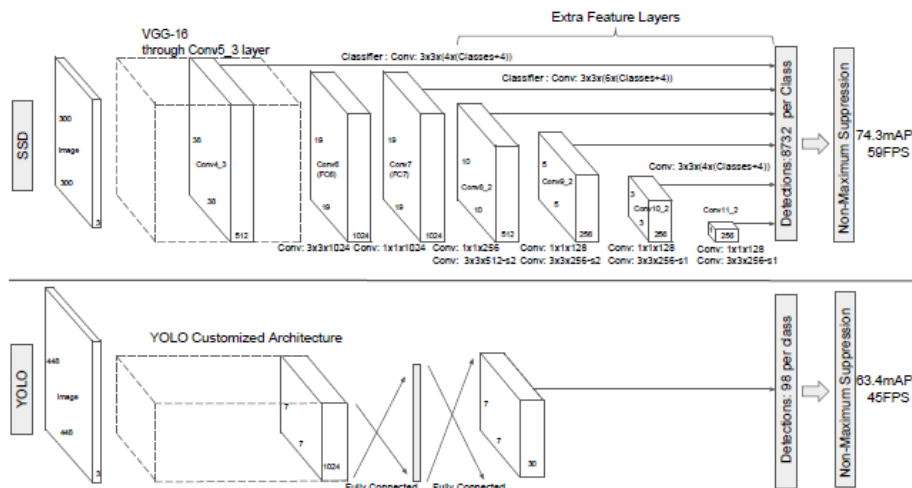 Extra Feature Layers
VGG-16
through Conv5_3 layer
Classifier : Conv: 3x3x(4x(Classes+4))
Classifier : Conv: 3x3x(6x(Classes+4))
SSD
300
Image
300
3
38
Conv4_3
38
512
19
Conv6
(FC6)
19
1024
19
Conv7
(FC7)
19
1024
10
Conv8_2
10
512
5
Conv9_2
5
256
Conv: 3x3x(4x(Classes+4))
3
Conv10_2
3
256
Conv11_2
1
256
Detections:8732 per Class
Non-Maximum Suppression
74.3mAP
59FPS
Conv: 3x3x1024
Conv: 1x1x1024
Conv: 1x1x256
Conv: 3x3x512-s2
Conv: 1x1x128
Conv: 3x3x256-s2
Conv: 1x1x128
Conv: 3x3x256-s1
Conv: 1x1x128
Conv: 3x3x256-s1
YOLO
448
Image
448
3
YOLO Customized Architecture
7
7
1024
Fully Connected
Fully Connected
7
7
30
Detections: 98 per class
Non-Maximum Suppression
63.4mAP
45FPS